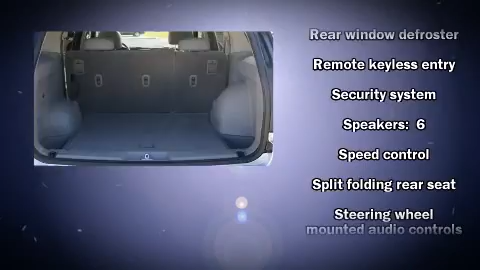 Rear window defroster
Remote keyless entry
Security system
Speakers: 6
Speed control
Split folding rear seat
Steering wheel
mounted audio controls